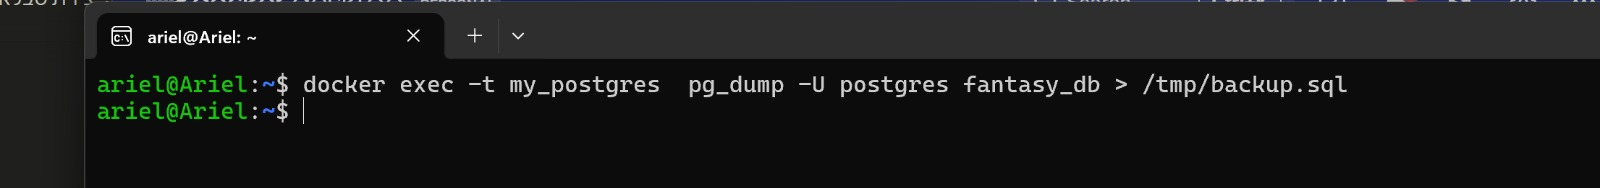 ariel@Ariel: ~
ariel@Ariel:~$ docker exec -t my_postgres  pg_dump -U postgres fantasy_db > /tmp/backup.sql
ariel@Ariel:~$